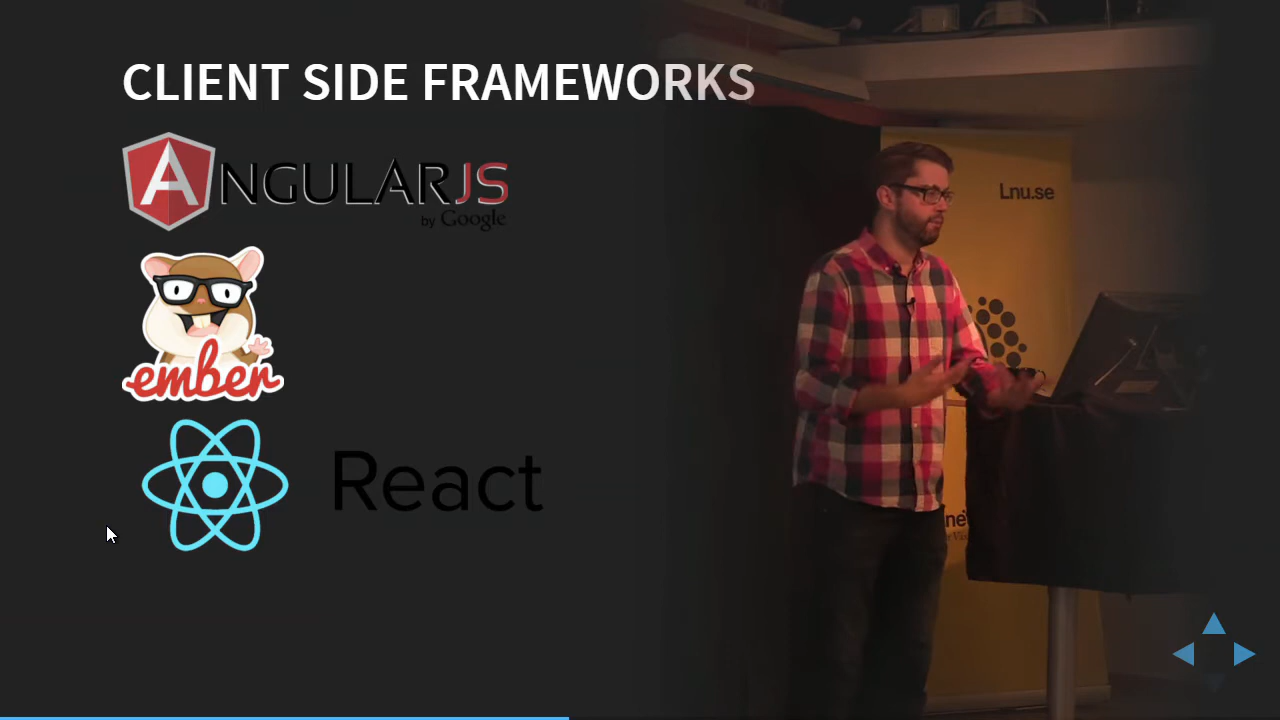 CLIENT SIDE FRAMEWORKS
ANGULARJS
by Google
Lnu.se
ember
React